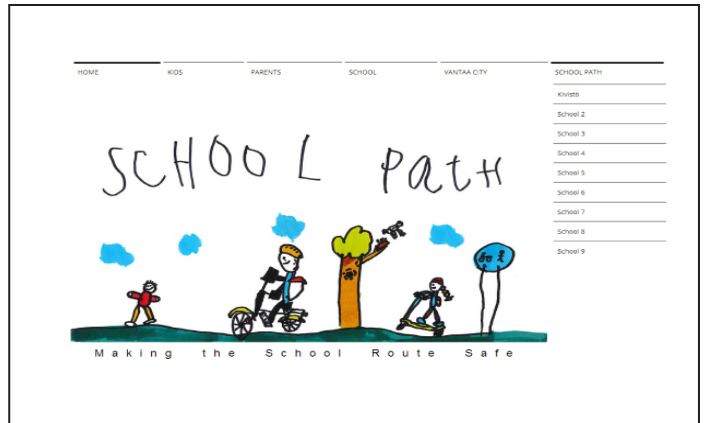 HOME KIDS PARENTS SCHOOL VANTAA CITY SCHOOL PATH
Kivistö
School 2
School 3
School 4
School 5
School 6
School 7
School 8
School 9
SCHOOL PatH
Making the School Route Safe